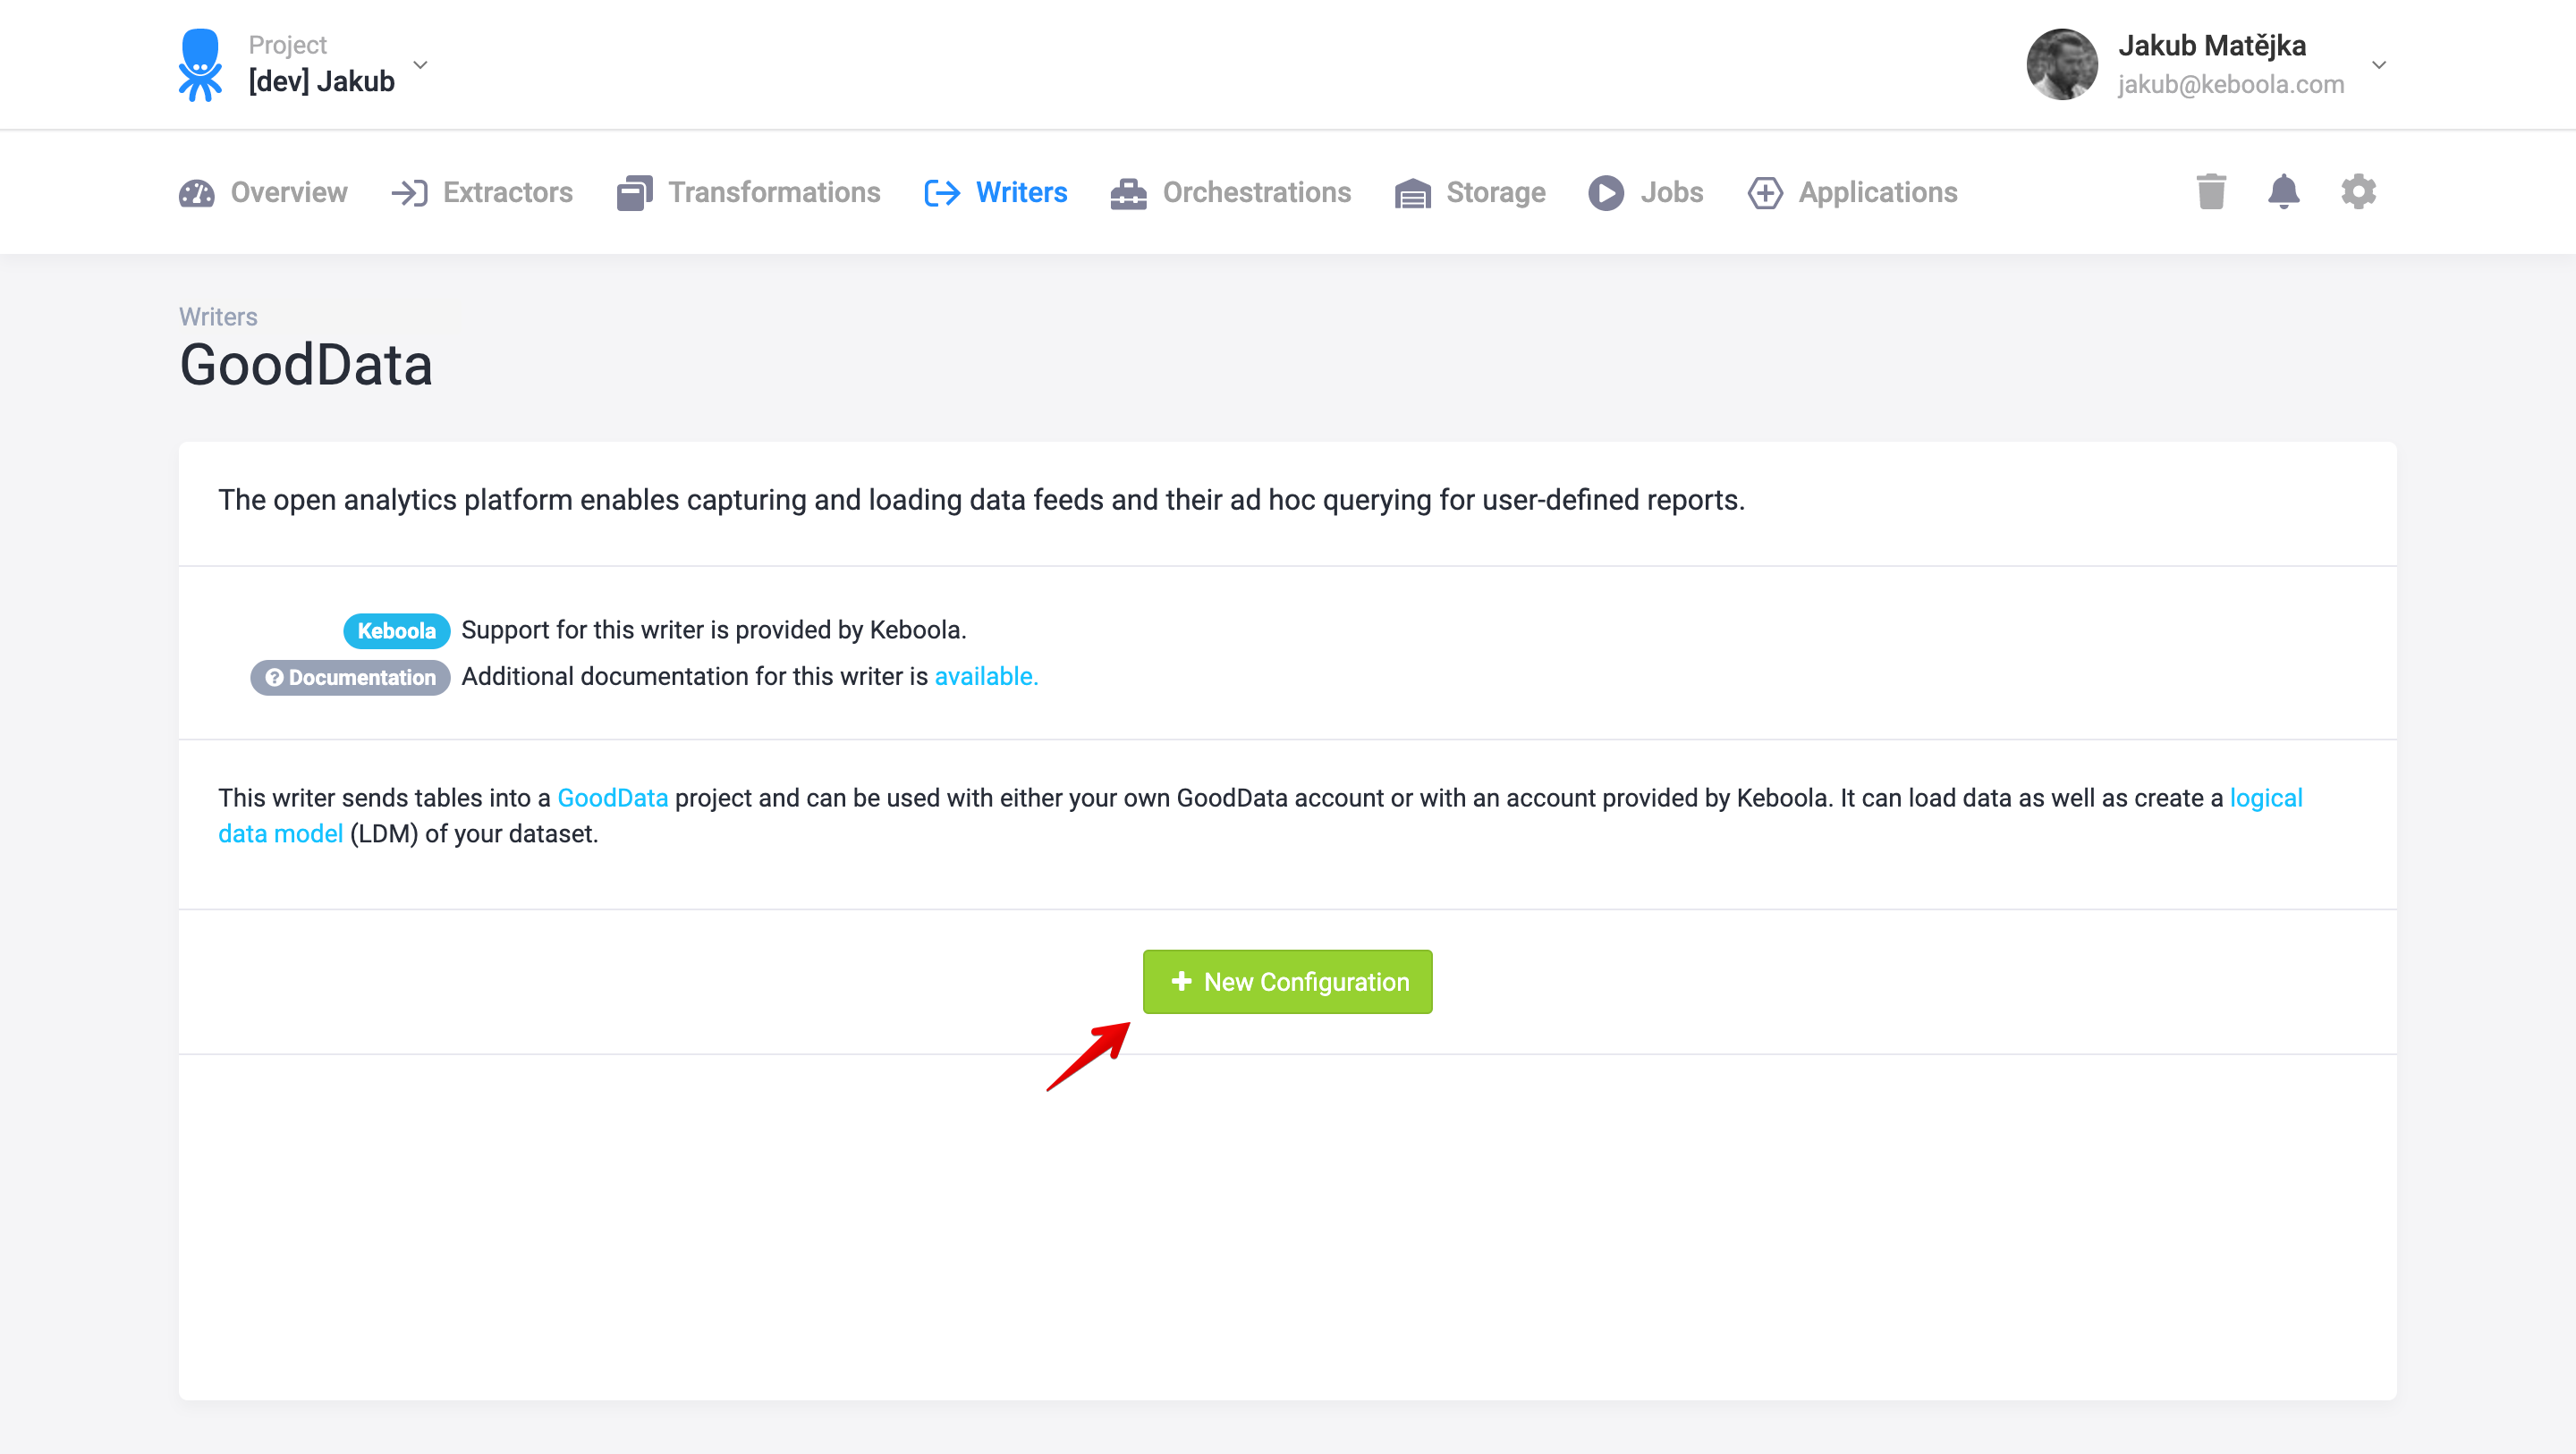 Project
[dev] Jakub
Jakub Matějka
jakub@keboola.com
Overview
Extractors
Transformations
Writers
Orchestrations
Storage
Jobs
Applications
Writers
GoodData
The open analytics platform enables capturing and loading data feeds and their ad hoc querying for user-defined reports.
Keboola Support for this writer is provided by Keboola.
Documentation Additional documentation for this writer is available.
This writer sends tables into a GoodData project and can be used with either your own GoodData account or with an account provided by Keboola. It can load data as well as create a logical
data model (LDM) of your dataset.
New Configuration